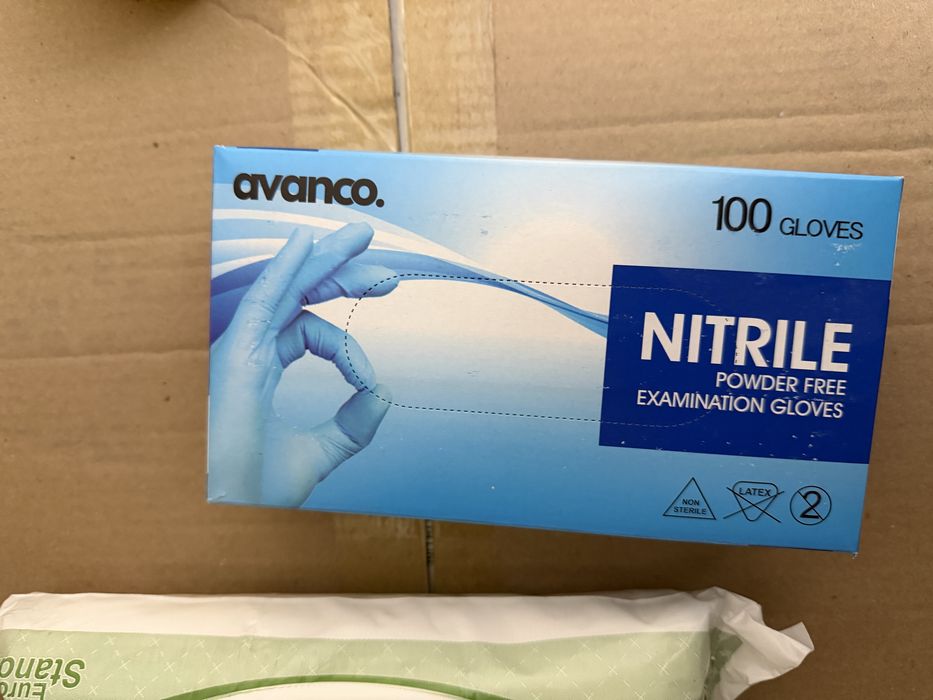 avanco.
100 GLOVES
NITRILE
POWDER FREE
EXAMINATION GLOVES
NON
STERILE
LATEX
2